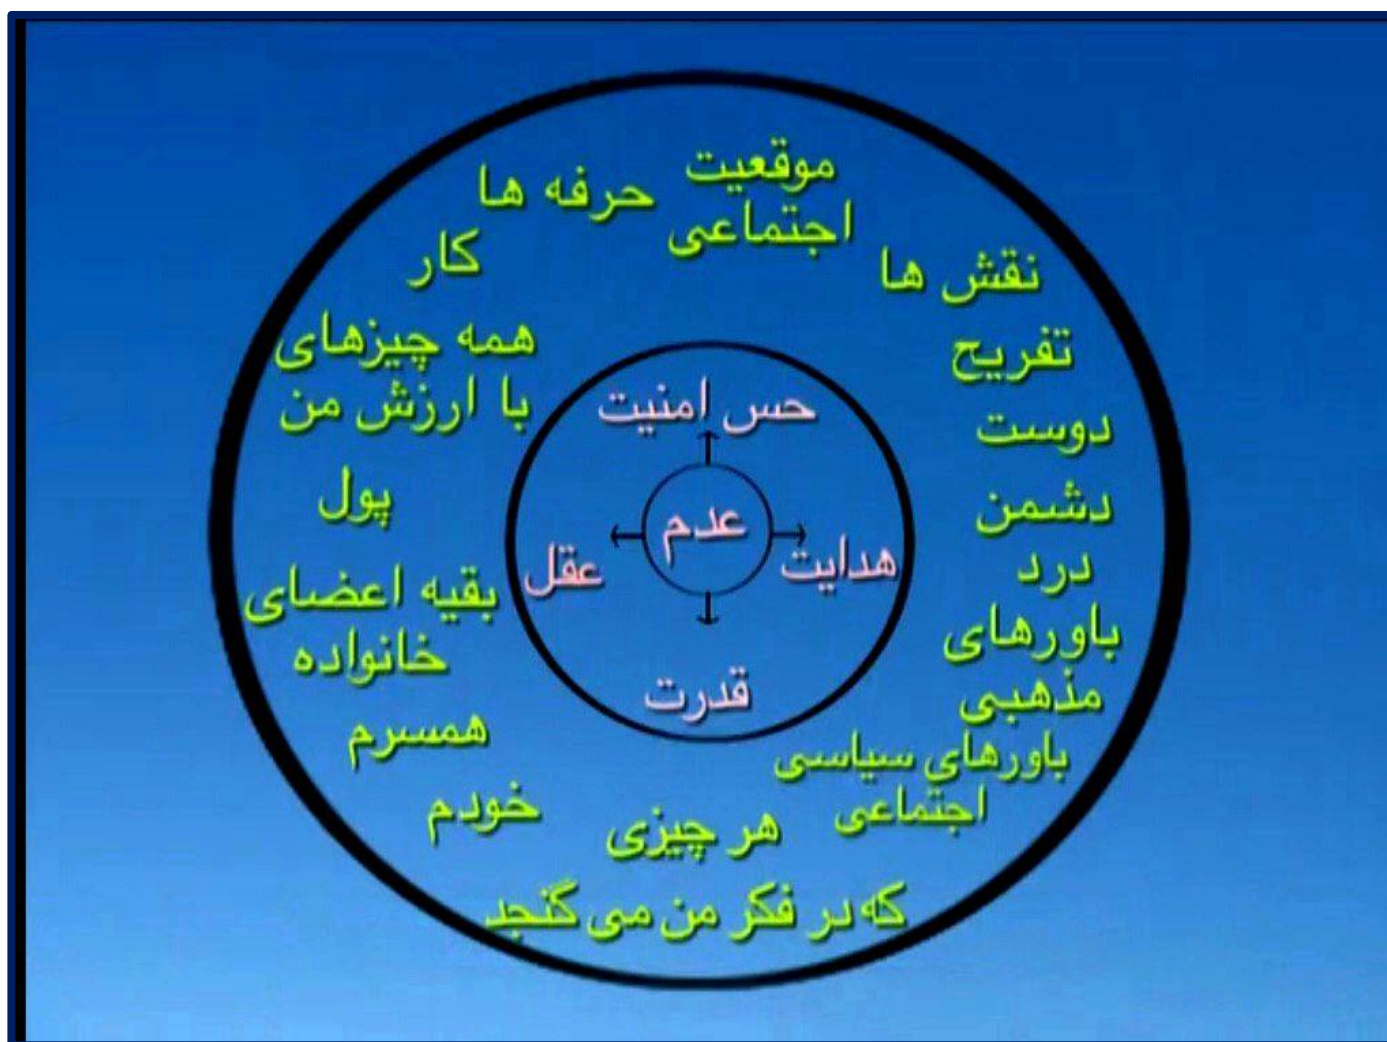 موقعیت
اجتماعی
حرفه ها
کار
همه چیزهای
با ارزش من
پول
بقیه اعضای
خانواده
همسرم
خودم
هر چیزی
که در فکر من می گنجد
نقش ها
تفریح
دوست
دشمن
درد
باورهای
مذهبی
باورهای سیاسی
اجتماعی
حس امنیت
عدم
هدایت
عقل
قدرت